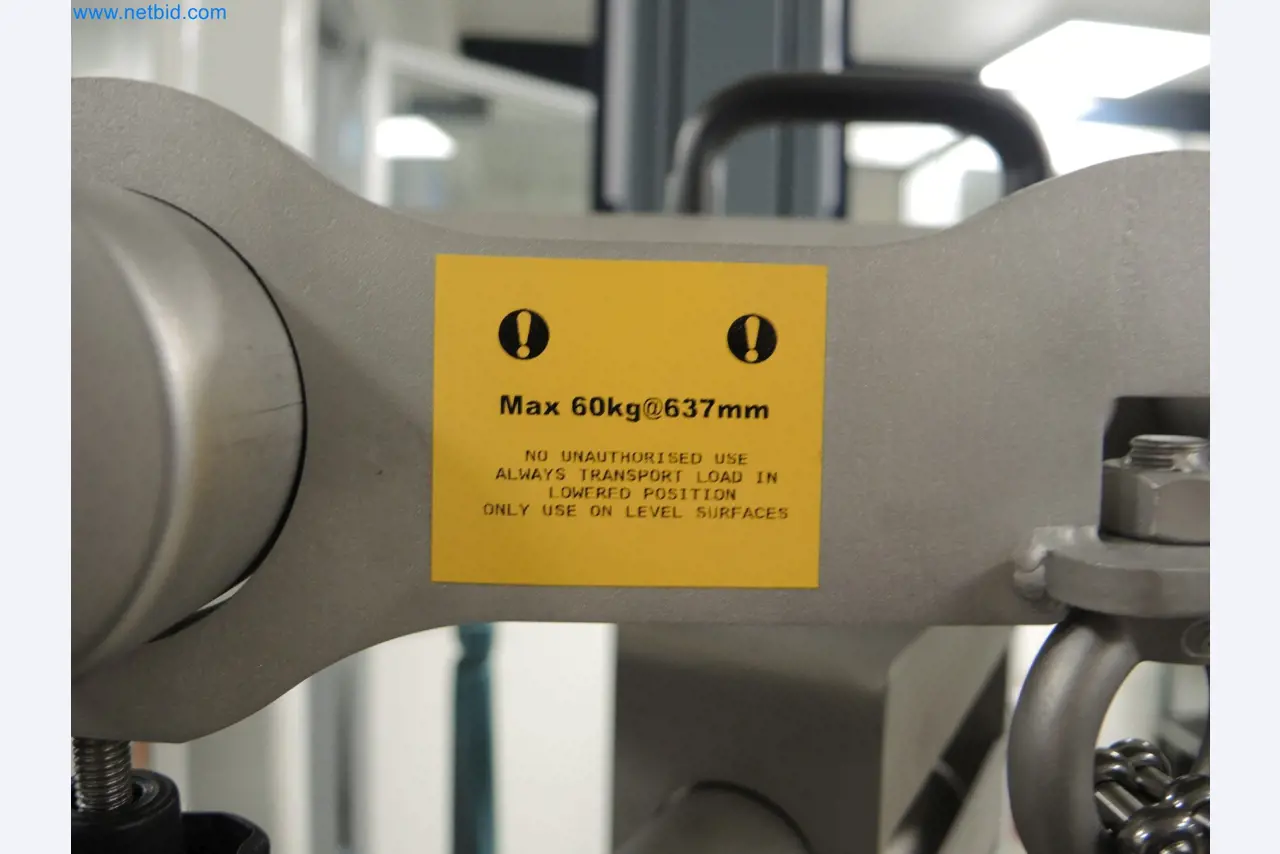 www.netbid.com
Max 60kg@637mm
NO UNAUTHORISED USE
ALWAYS TRANSPORT LOAD IN
LOWERED POSITION
ONLY USE ON LEVEL SURFACES